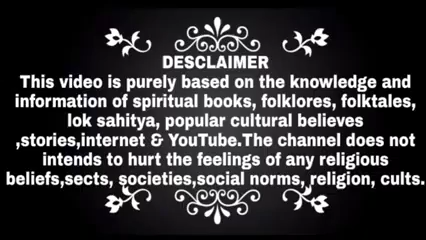 DESCLAIMER
This video is purely based on the knowledge and
information of spiritual books, folklores, folktales,
lok sahitya, popular cultural believes
,stories,internet & YouTube.The channel does not
intends to hurt the feelings of any religious
beliefs,sects, societies,social norms, religion, cults.